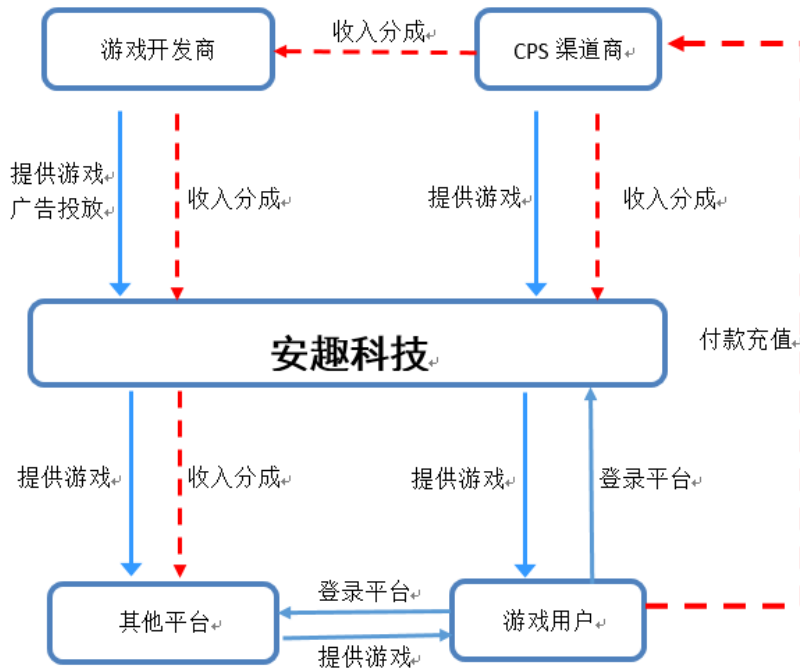 游戏开发商
收入分成
CPS 渠道商
提供游戏
广告投放
收入分成
提供游戏
收入分成
安趣科技
付款充值
提供游戏
收入分成
提供游戏
登录平台
其他平台
登录平台
提供游戏
游戏用户